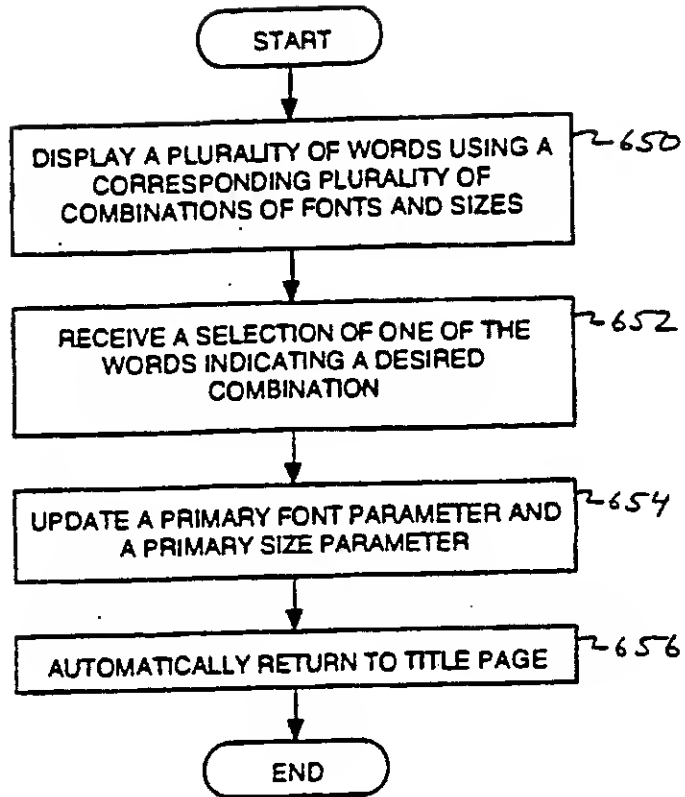 START
DISPLAY A PLURALITY OF WORDS USING A
CORRESPONDING PLURALITY OF
COMBINATIONS OF FONTS AND SIZES
650
RECEIVE A SELECTION OF ONE OF THE
WORDS INDICATING A DESIRED
COMBINATION
652
UPDATE A PRIMARY FONT PARAMETER AND
A PRIMARY SIZE PARAMETER
654
AUTOMATICALLY RETURN TO TITLE PAGE
656
END